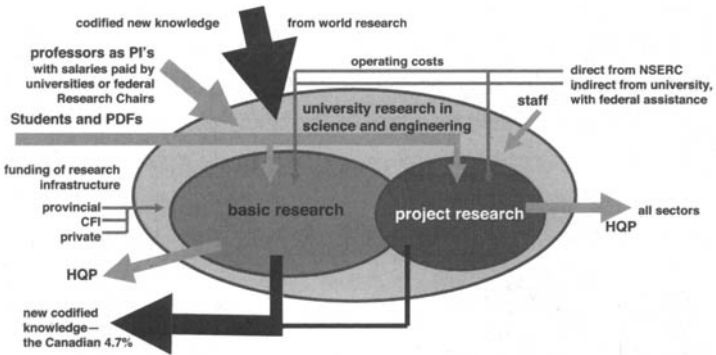 codified new knowledge
from world research
professors as PI's
with salaries paid by
universities or federal
Research Chairs
operating costs
direct from NSERC
indirect from university,
with federal assistance
staff
Students and PDFs
university research in
science and engineering
funding of research
infrastructure
provincial
CFI
private
basic research
project research
all sectors
HQP
HQP
new codified
knowledge—
the Canadian 4.7%